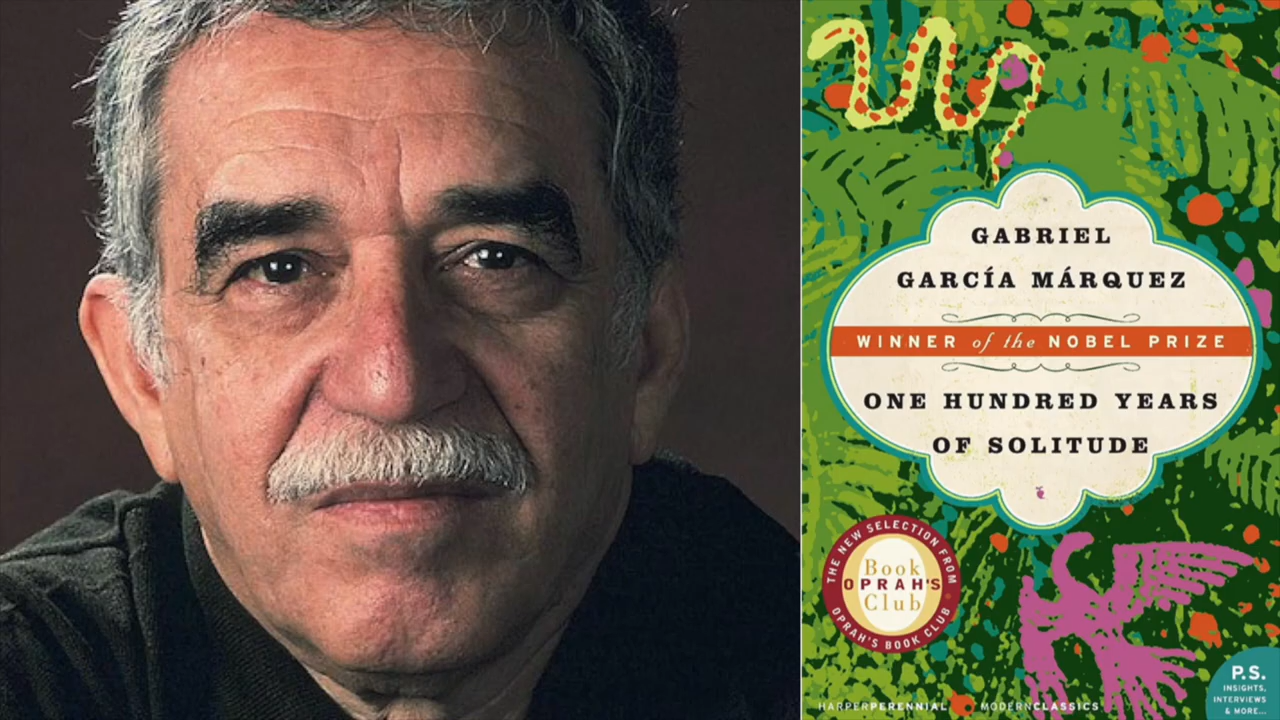 GABRIEL
GARCÍA MÁRQUEZ
WINNER of the NOBEL PRIZE
ONE HUNDRED YEARS
OF SOLITUDE
THE NEW SELECTION FROM
Book
OPRAH'S
Club
OPRAH'S BOOK CLUB
P.S.
INSIGHTS,
INTERVIEWS
& MORE...
HARPERPERENNIAL MODERNCLASSICS